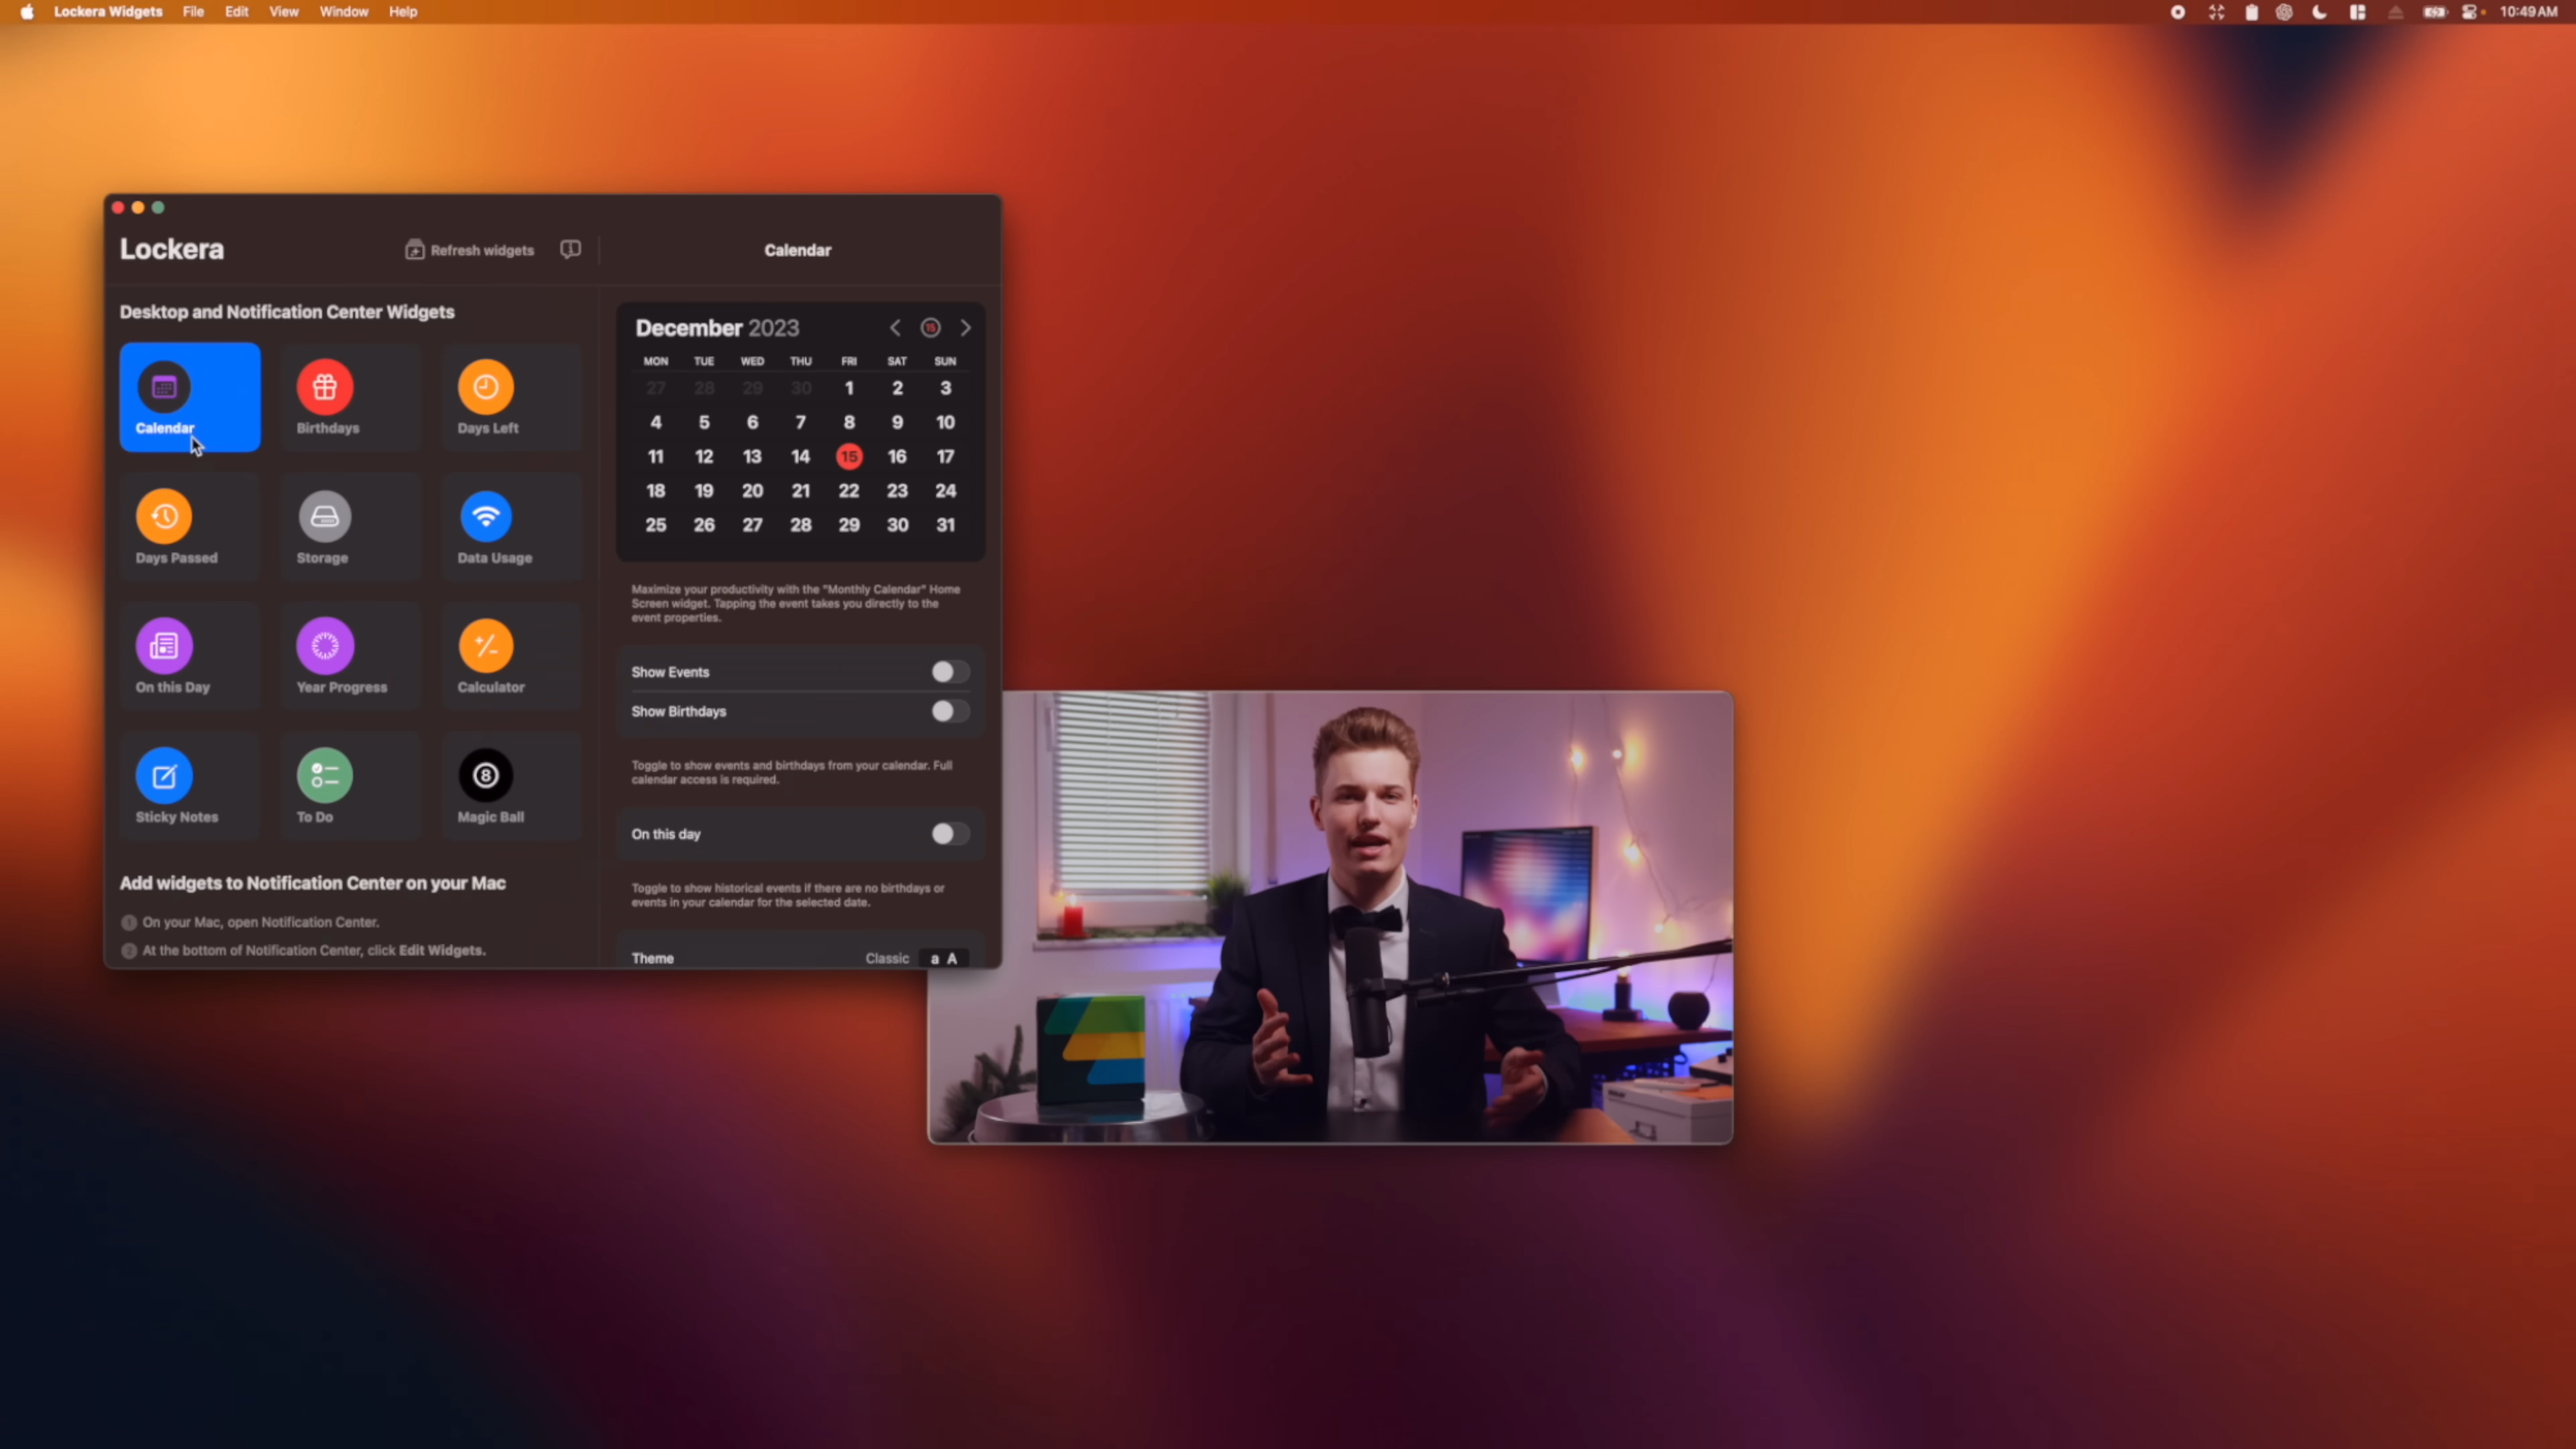 Lockera Widgets File Edit View Window Help
10:49 AM
Lockera
Refresh widgets
Desktop and Notification Center Widgets
Calendar Birthdays Days Left
Days Passed Storage Data Usage
On this Day Year Progress Calculator
Sticky Notes To Do Magic Ball
8
Add widgets to Notification Center on your Mac
1 On your Mac, open Notification Center.
2 At the bottom of Notification Center, click Edit Widgets.
Calendar
December 2023
15
MON TUE WED THU FRI SAT SUN
27 28 29 30 1 2 3
4 5 6 7 8 9 10
11 12 13 14 15 16 17
18 19 20 21 22 23 24
25 26 27 28 29 30 31
Maximize your productivity with the "Monthly Calendar" Home
Screen widget. Tapping the event takes you directly to the
event properties.
Show Events
Show Birthdays
Toggle to show events and birthdays from your calendar. Full
calendar access is required.
On this day
Toggle to show historical events if there are no birthdays or
events in your calendar for the selected date.
Theme Classic a A